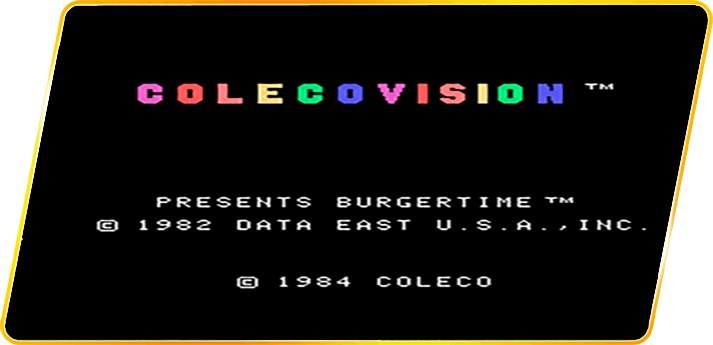 COLECOVISION™
PRESENTS BURGERTIME™
© 1982 DATA EAST U.S.A.,INC.
© 1984 COLECO